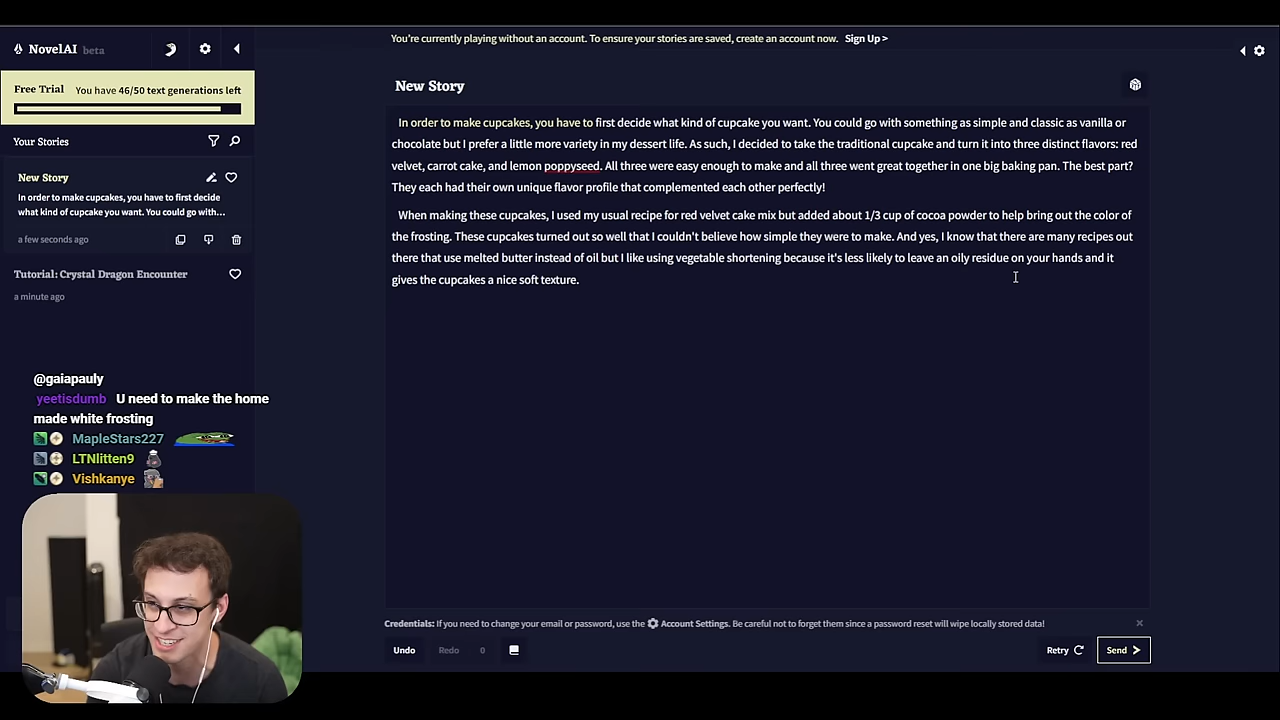 NovelAI beta
You're currently playing without an account. To ensure your stories are saved, create an account now. Sign Up >
Free Trial You have 46/50 text generations left
New Story
Your Stories
New Story
In order to make cupcakes, you have to first decide
what kind of cupcake you want. You could go with...
a few seconds ago
Tutorial: Crystal Dragon Encounter
a minute ago
In order to make cupcakes, you have to first decide what kind of cupcake you want. You could go with something as simple and classic as vanilla or
chocolate but I prefer a little more variety in my dessert life. As such, I decided to take the traditional cupcake and turn it into three distinct flavors: red
velvet, carrot cake, and lemon poppyseed. All three were easy enough to make and all three went great together in one big baking pan. The best part?
They each had their own unique flavor profile that complemented each other perfectly!
When making these cupcakes, I used my usual recipe for red velvet cake mix but added about 1/3 cup of cocoa powder to help bring out the color of
the frosting. These cupcakes turned out so well that I couldn't believe how simple they were to make. And yes, I know that there are many recipes out
there that use melted butter instead of oil but I like using vegetable shortening because it's less likely to leave an oily residue on your hands and it
gives the cupcakes a nice soft texture.
@gaiapauly
yeetisdumb U need to make the home
made white frosting
MapleStars227
LTNlitten9
Vishkanye
Credentials: If you need to change your email or password, use the Account Settings. Be careful not to forget them since a password reset will wipe locally stored data!
Undo Redo 0 Retry Send